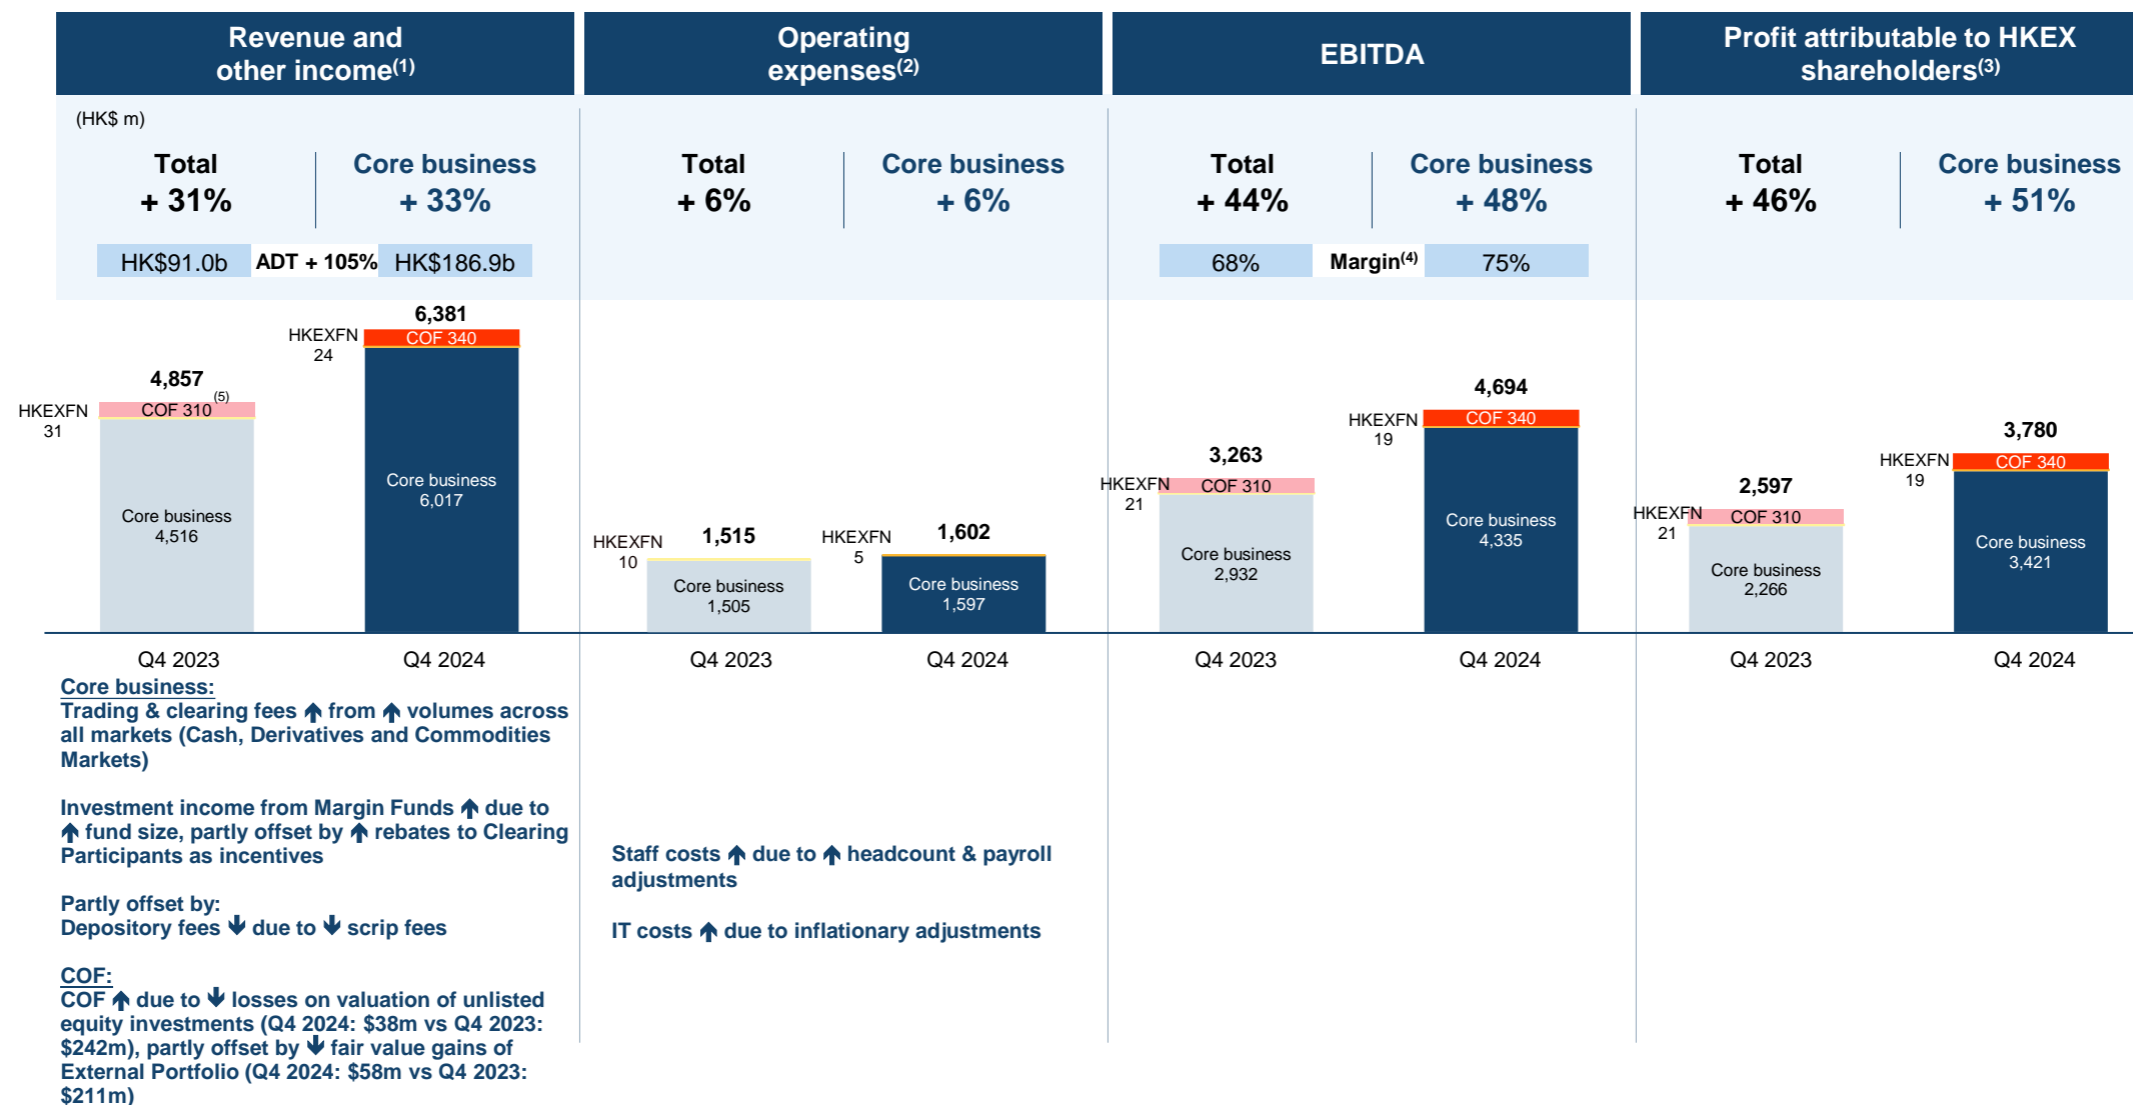 Revenue and
other income(1)
Operating
expenses(2)
EBITDA
Profit attributable to HKEX
shareholders(3)
(HK$ m)
Total
+ 31%
Core business
+ 33%
HK$91.0b
ADT + 105%
HK$186.9b
Total
+ 6%
Core business
+ 6%
Total
+ 44%
Core business
+ 48%
68%
Margin(4)
75%
Total
+ 46%
Core business
+ 51%
4,857
(5)
HKEXFN
31
COF 310
Core business
4,516
6,381
HKEXFN
24
COF 340
Core business
6,017
Q4 2023
Q4 2024
1,515
HKEXFN
10
Core business
1,505
1,602
HKEXFN
5
Core business
1,597
Q4 2023
Q4 2024
3,263
HKEXFN
21
COF 310
Core business
2,932
4,694
HKEXFN
19
COF 340
Core business
4,335
Q4 2023
Q4 2024
2,597
HKEXFN
21
COF 310
Core business
2,266
3,780
HKEXFN
19
COF 340
Core business
3,421
Q4 2023
Q4 2024
Core business:
Trading & clearing fees 🡹 from 🡹 volumes across
all markets (Cash, Derivatives and Commodities
Markets)
Investment income from Margin Funds 🡹 due to
🡹 fund size, partly offset by 🡹 rebates to Clearing
Participants as incentives
Partly offset by:
Depository fees 🡻 due to 🡻 scrip fees
COF:
COF 🡹 due to 🡻 losses on valuation of unlisted
equity investments (Q4 2024: $38m vs Q4 2023:
$242m), partly offset by 🡻 fair value gains of
External Portfolio (Q4 2024: $58m vs Q4 2023:
$211m)
Staff costs 🡹 due to 🡹 headcount & payroll
adjustments
IT costs 🡹 due to inflationary adjustments